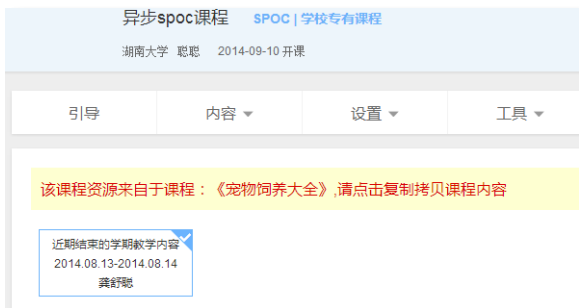 异步spoc课程 SPOC | 学校专有课程
湖南大学 聪聪 2014-09-10 开课
引导 内容 设置 工具
该课程资源来自于课程：《宠物饲养大全》,请点击复制拷贝课程内容
近期结束的学期教学内容
2014.08.13-2014.08.14
龚舒聪